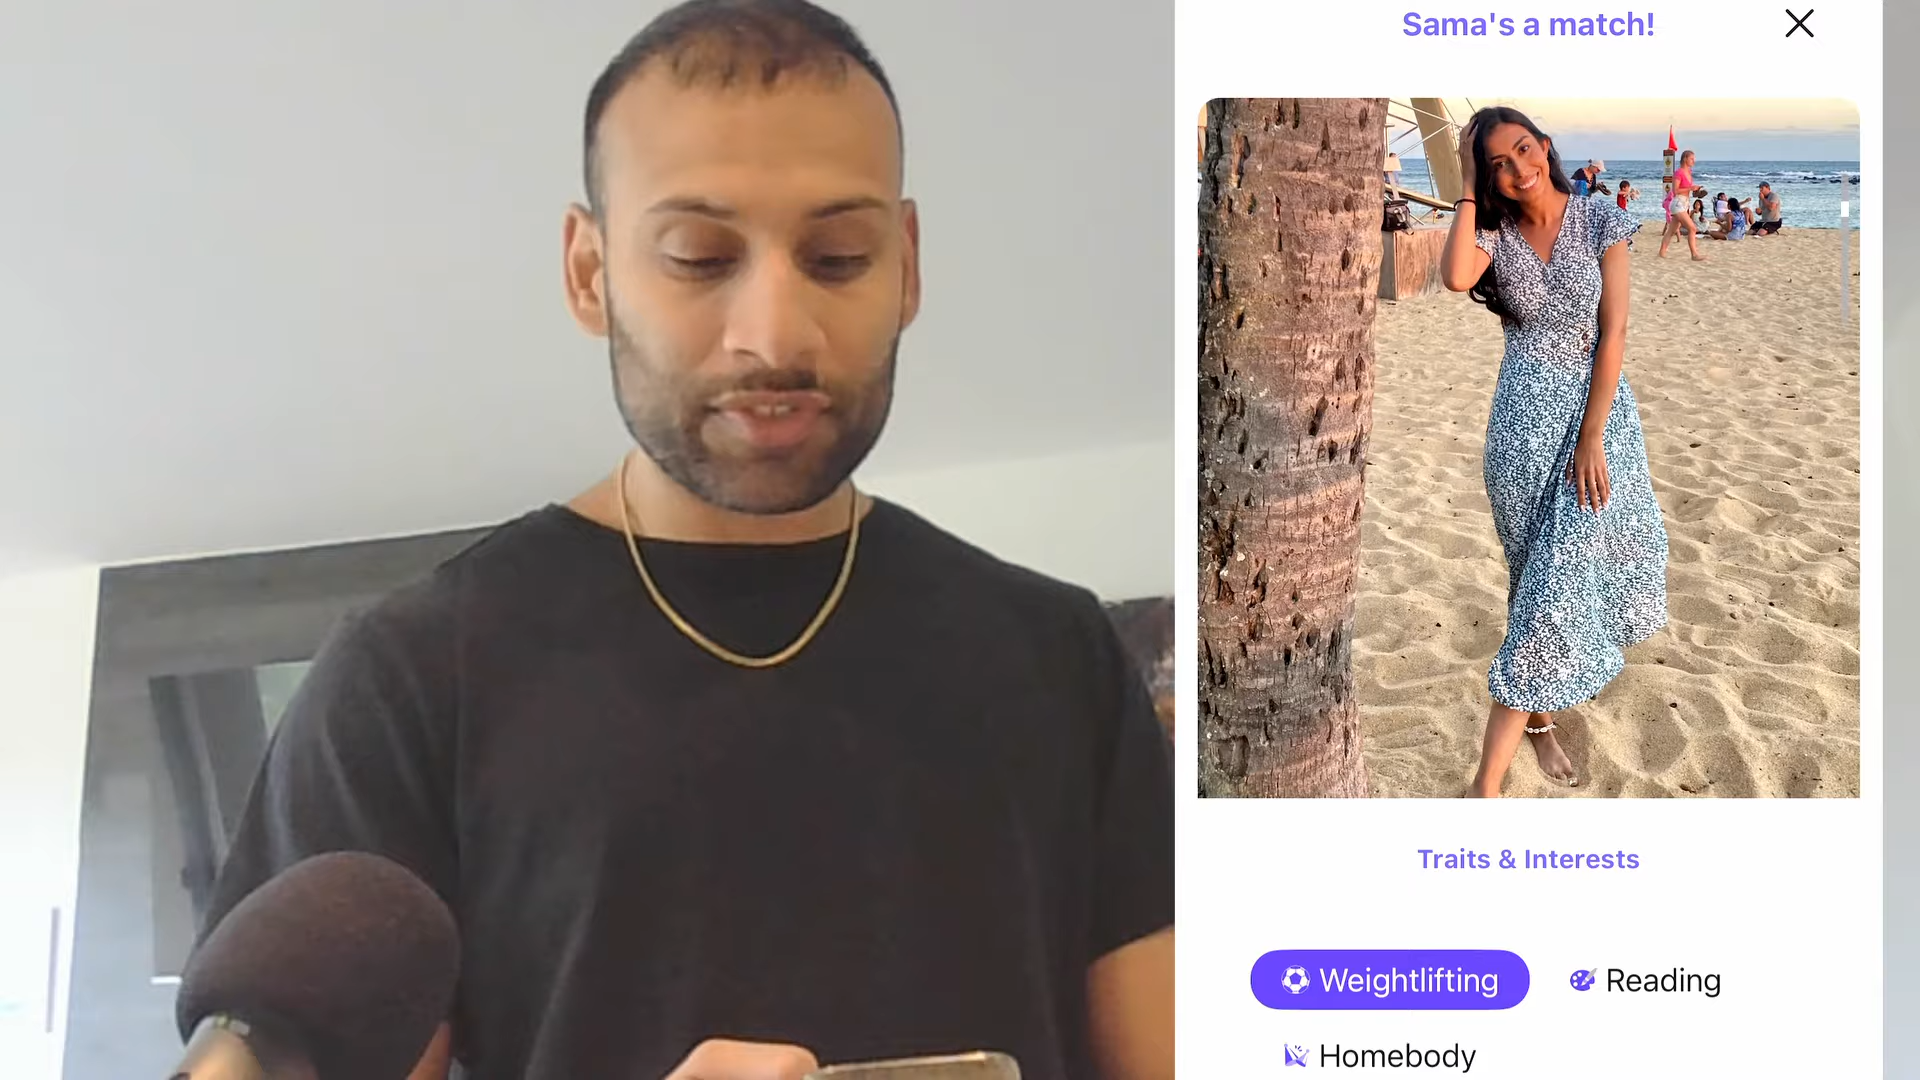 Sama's a match!
Traits & Interests
Weightlifting
Reading
Homebody